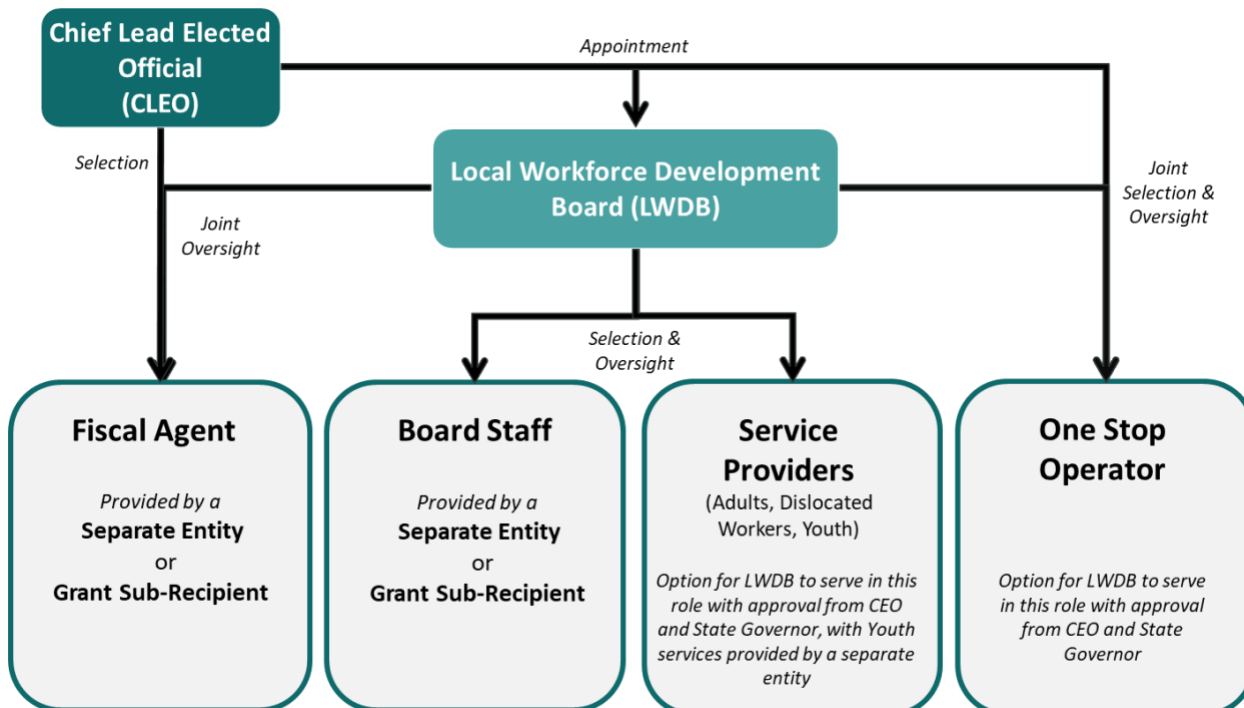 Chief Lead Elected
Official
(CLEO)
Appointment
Selection
Local Workforce Development
Board (LWDB)
Joint
Selection &
Oversight
Joint
Oversight
Selection &
Oversight
Fiscal Agent
Provided by a
Separate Entity
or
Grant Sub-Recipient
Board Staff
Provided by a
Separate Entity
or
Grant Sub-Recipient
Service
Providers
(Adults, Dislocated
Workers, Youth)
Option for LWDB to serve in this
role with approval from CEO
and State Governor, with Youth
services provided by a separate
entity
One Stop
Operator
Option for LWDB to serve
in this role with approval
from CEO and State
Governor